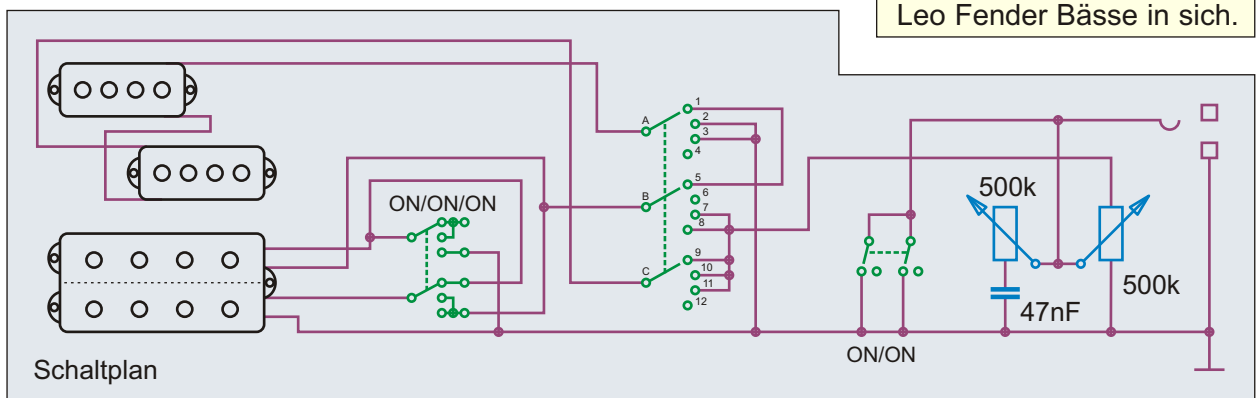 Leo Fender Bässe in sich.
A
1
2
3
4
B
5
6
7
8
C
9
10
11
12
ON/ON/ON
500k
500k
47nF
ON/ON
Schaltplan